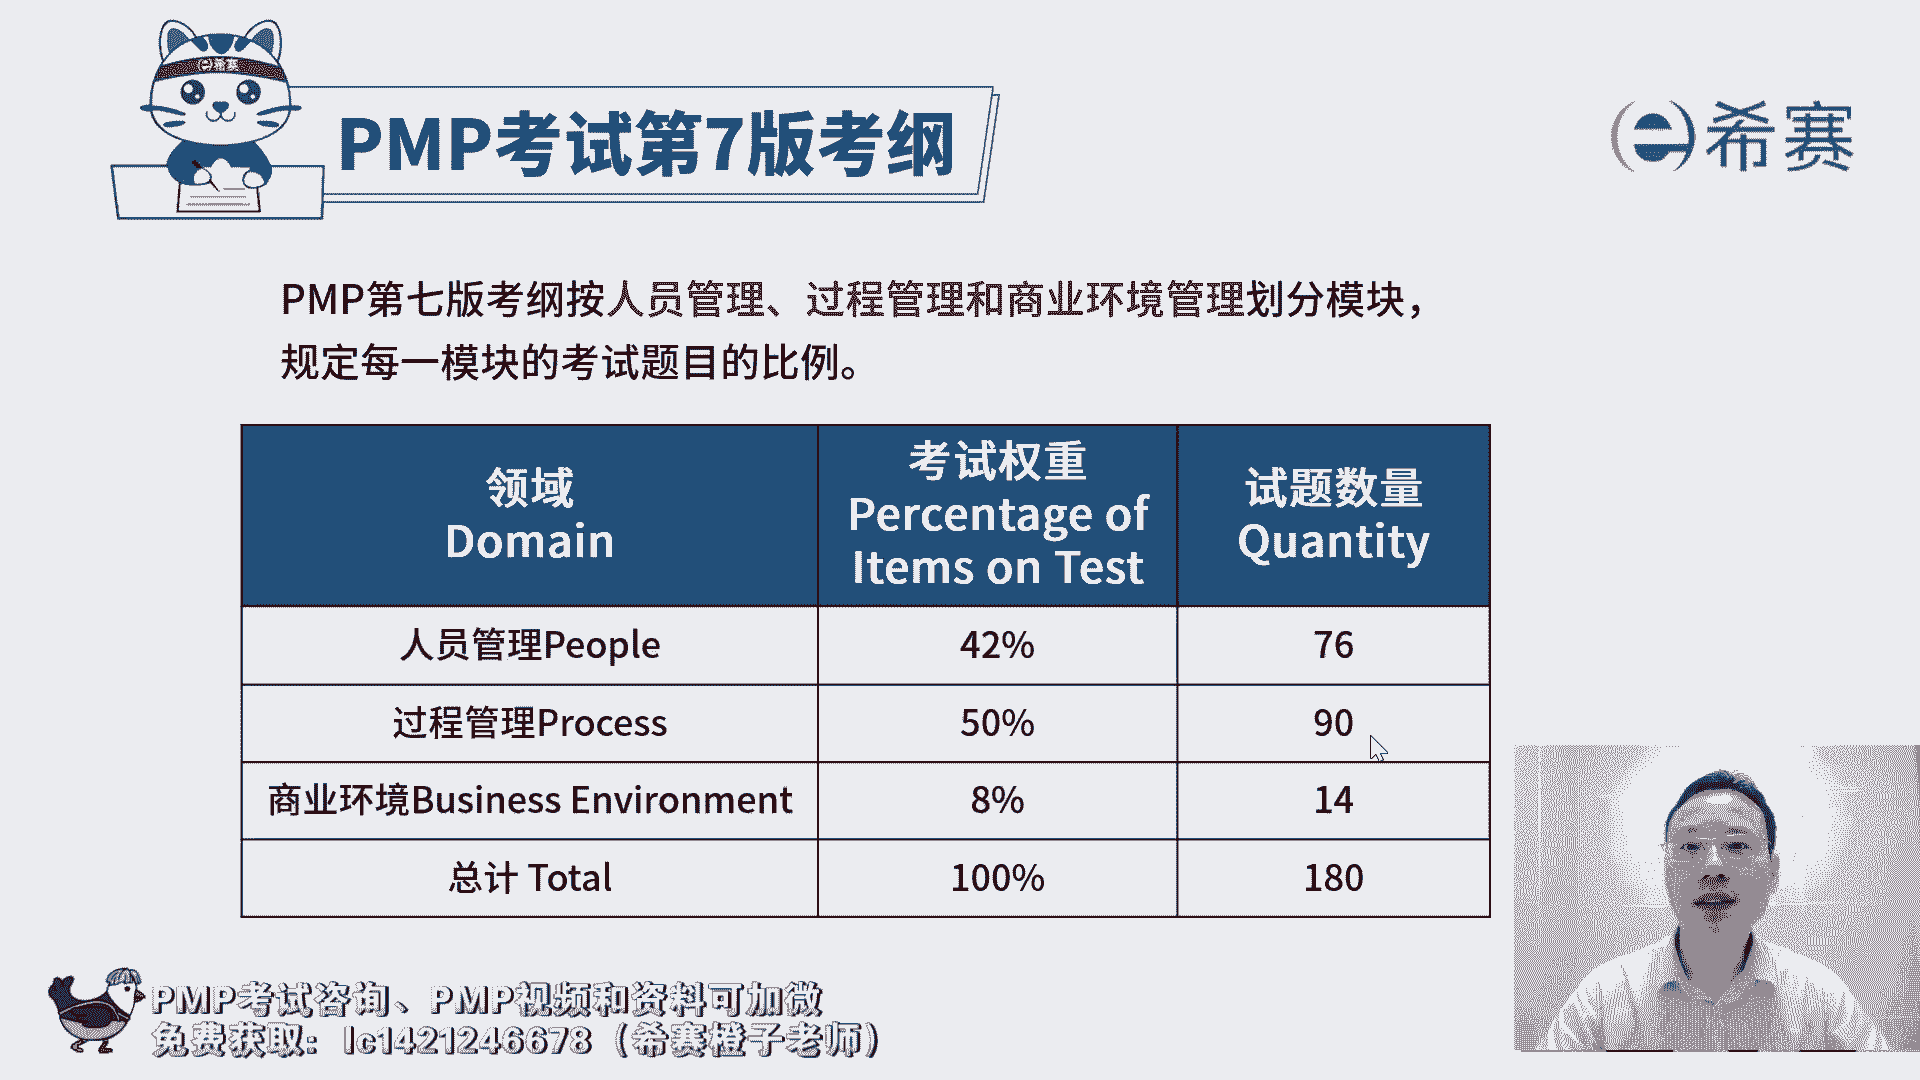 希赛
PMP考试第7版考纲
希赛
PMP第七版考纲按人员管理、过程管理和商业环境管理划分模块，
规定每一模块的考试题目的比例。
领域
Domain
考试权重
Percentage of
Items on Test
试题数量
Quantity
人员管理People
42%
76
过程管理Process
50%
90
商业环境Business Environment
8%
14
总计 Total
100%
180
PMP考试咨询、PMP视频和资料可加微
免费获取：lc1421246678（希赛橙子老师）